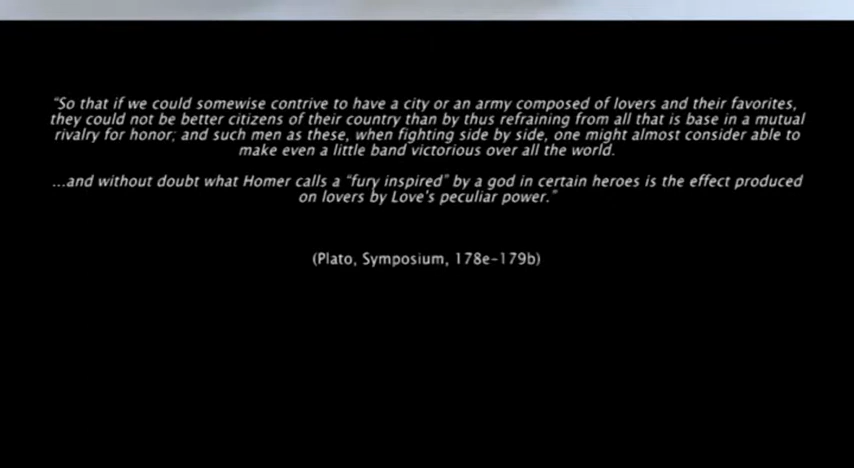 “So that if we could somewise contrive to have a city or an army composed of lovers and their favorites,
they could not be better citizens of their country than by thus refraining from all that is base in a mutual
rivalry for honor; and such men as these, when fighting side by side, one might almost consider able to
make even a little band victorious over all the world.
...and without doubt what Homer calls a “fury inspired” by a god in certain heroes is the effect produced
on lovers by Love's peculiar power.”
(Plato, Symposium, 178e-179b)